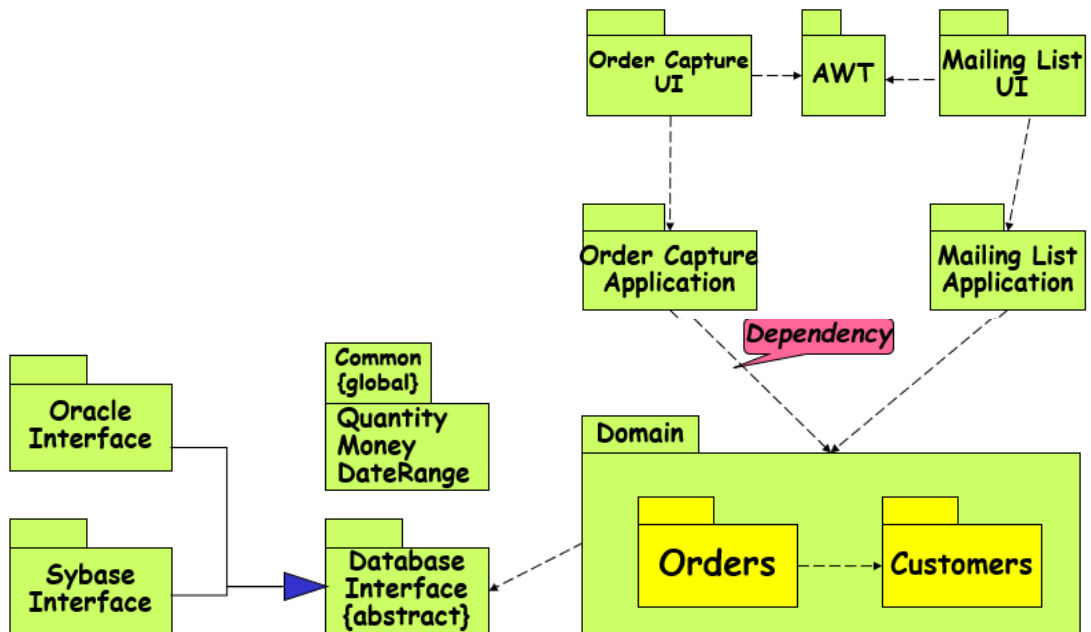 Order Capture
UI
AWT
Mailing List
UI
Order Capture
Application
Mailing List
Application
Dependency
Common
{global}
Quantity
Money
DateRange
Oracle
Interface
Domain
Orders
Customers
Sybase
Interface
Database
Interface
{abstract}